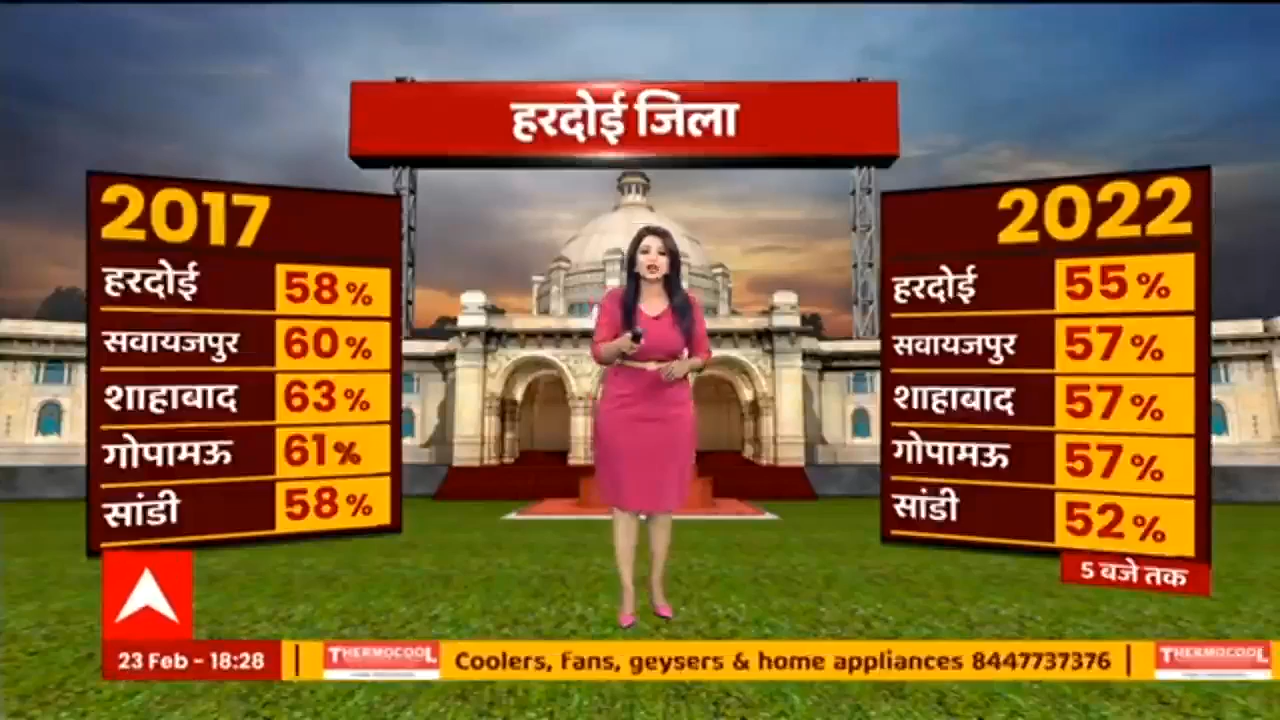 हरदोई जिला
2017
हरदोई 58%
सवायजपुर 60%
शाहाबाद 63%
गोपामऊ 61%
सांडी 58%
2022
हरदोई 55%
सवायजपुर 57%
शाहाबाद 57%
गोपामऊ 57%
सांडी 52%
5 बजे तक
23 Feb - 18:28 | THERMOCOOL Coolers, fans, geysers & home appliances 8447737376 | THERMOCOOL